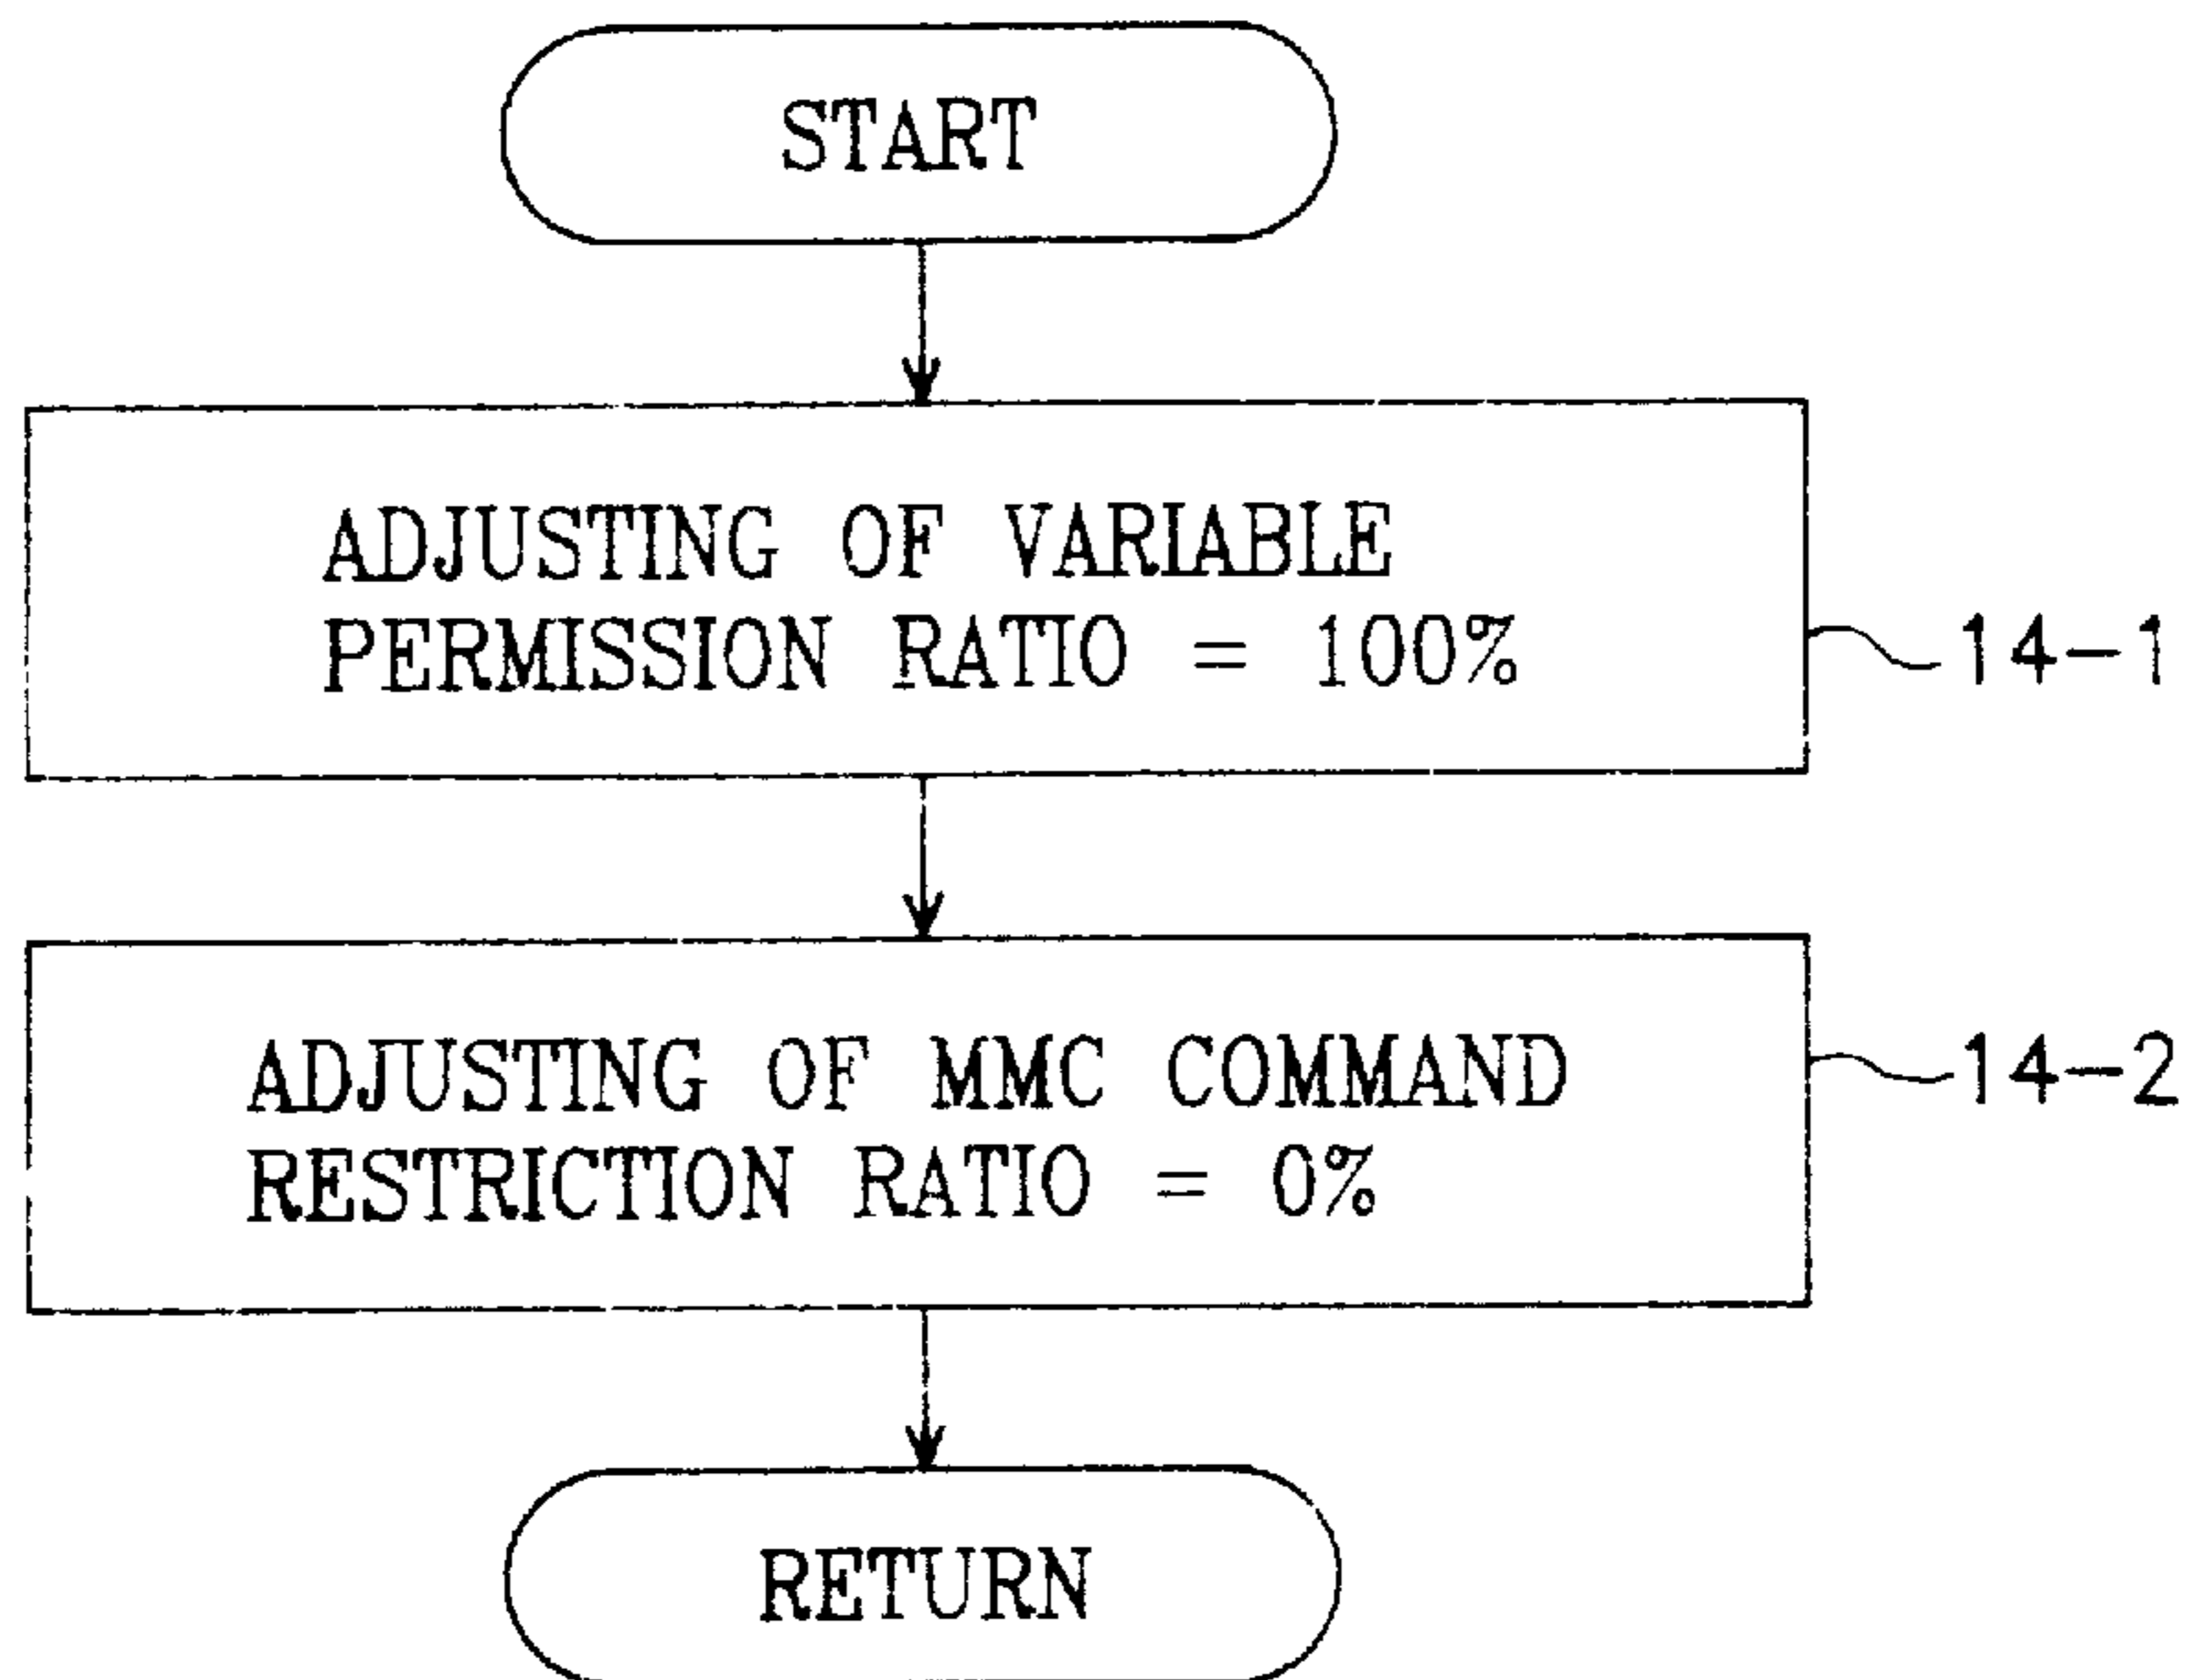 START
ADJUSTING OF VARIABLE
PERMISSION RATIO = 100%
14-1
ADJUSTING OF MMC COMMAND
RESTRICTION RATIO = 0%
14-2
RETURN